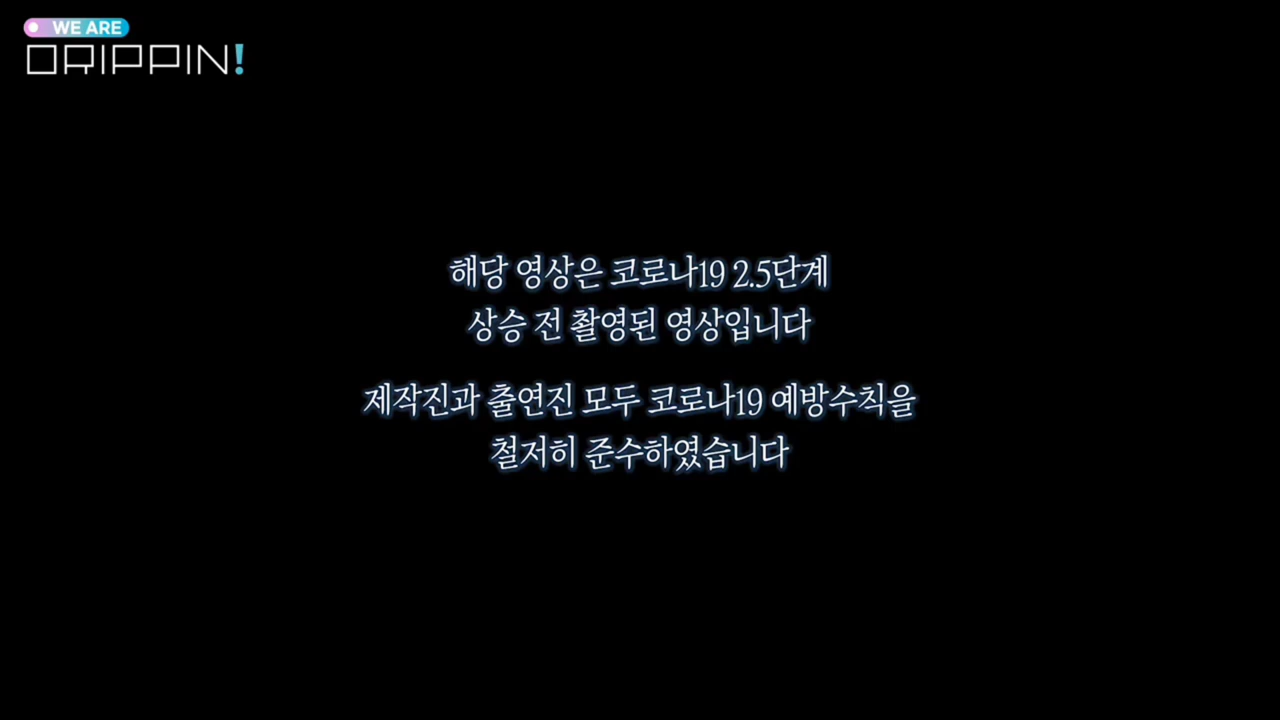 WE ARE
DRIPPIN!
해당 영상은 코로나19 2.5단계
상승 전 촬영된 영상입니다
제작진과 출연진 모두 코로나19 예방수칙을
철저히 준수하였습니다